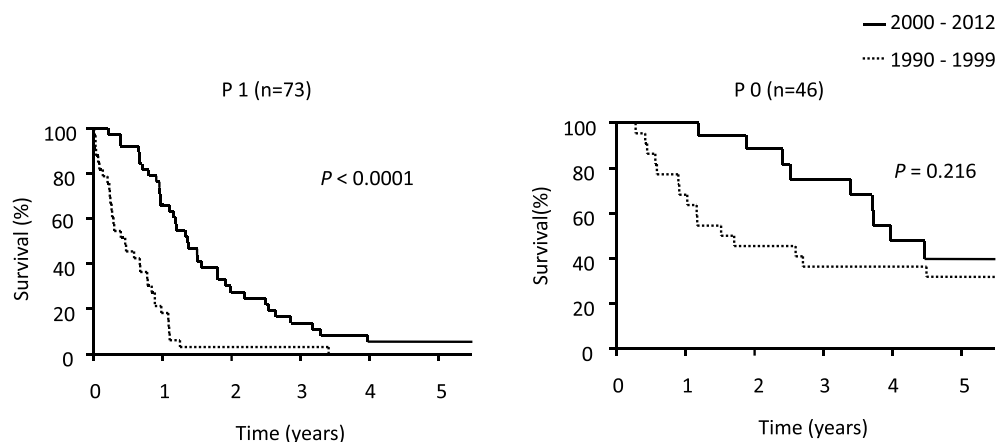 2000 - 2012
1990 - 1999
P 1 (n=73)
P 0 (n=46)
100
80
60
40
20
0
Survival (%)
P < 0.0001
0 1 2 3 4 5
Time (years)
100
80
60
40
20
0
Survival(%)
P = 0.216
0 1 2 3 4 5
Time (years)